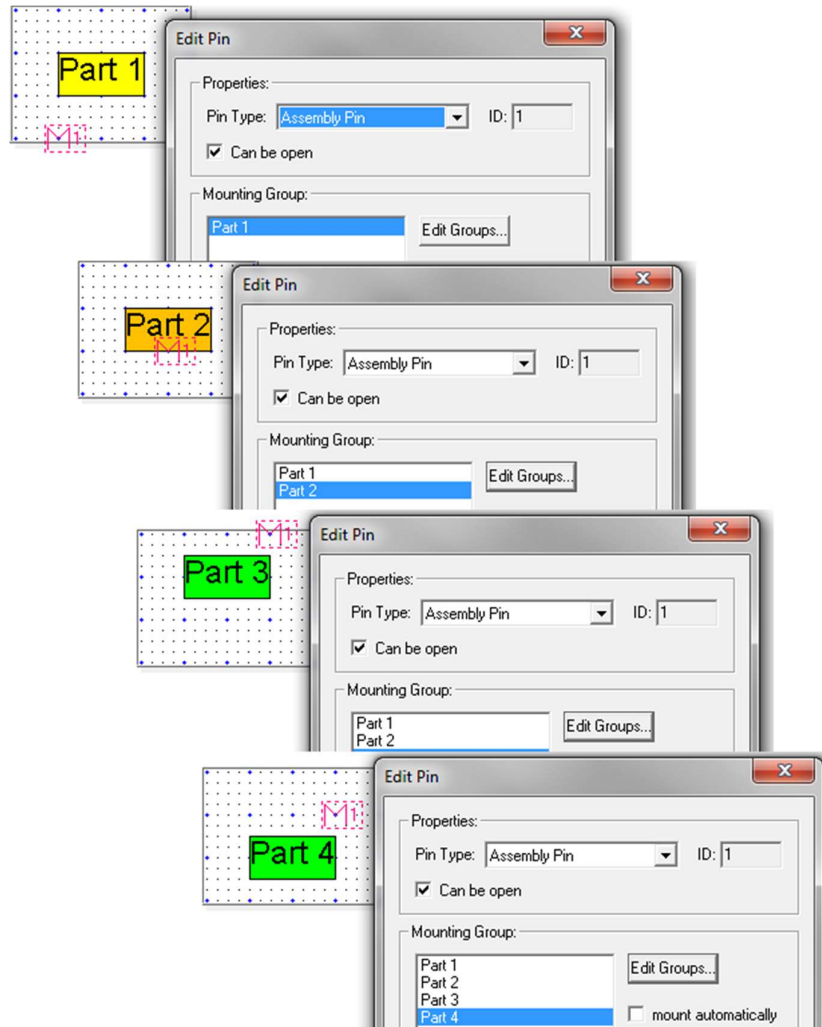 Part 1
M1
Edit Pin
Properties:
Pin Type: Assembly Pin ID: 1
Can be open
Mounting Group:
Part 1 Edit Groups...
Part 2
M1
Edit Pin
Properties:
Pin Type: Assembly Pin ID: 1
Can be open
Mounting Group:
Part 1 Edit Groups...
Part 2
M1
Part 3
Edit Pin
Properties:
Pin Type: Assembly Pin ID: 1
Can be open
Mounting Group:
Part 1 Edit Groups...
Part 2
M1
Part 4
Edit Pin
Properties:
Pin Type: Assembly Pin ID: 1
Can be open
Mounting Group:
Part 1 Edit Groups...
Part 2
Part 3
Part 4 mount automatically